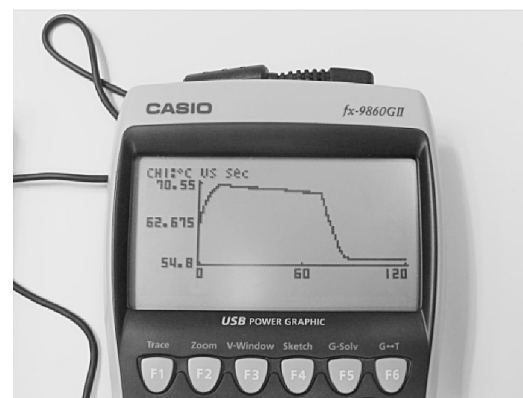 CASIO
fx-9860GII
CH1:°C VS Sec
70.55
62.675
54.8
0 60 120
USB POWER GRAPHIC
Trace Zoom V-Window Sketch G-Solv G↔T
F1 F2 F3 F4 F5 F6